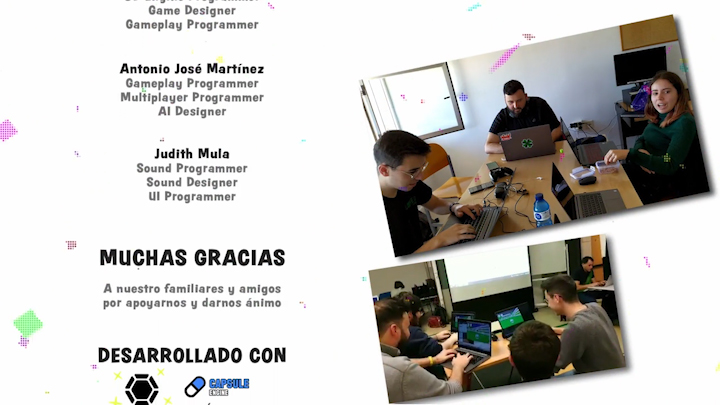 Game Designer
Gameplay Programmer
Antonio José Martínez
Gameplay Programmer
Multiplayer Programmer
AI Designer
Judith Mula
Sound Programmer
Sound Designer
UI Programmer
MUCHAS GRACIAS
A nuestro familiares y amigos
por apoyarnos y darnos ánimo
DESARROLLADO CON
CAPSULE
ENGINE